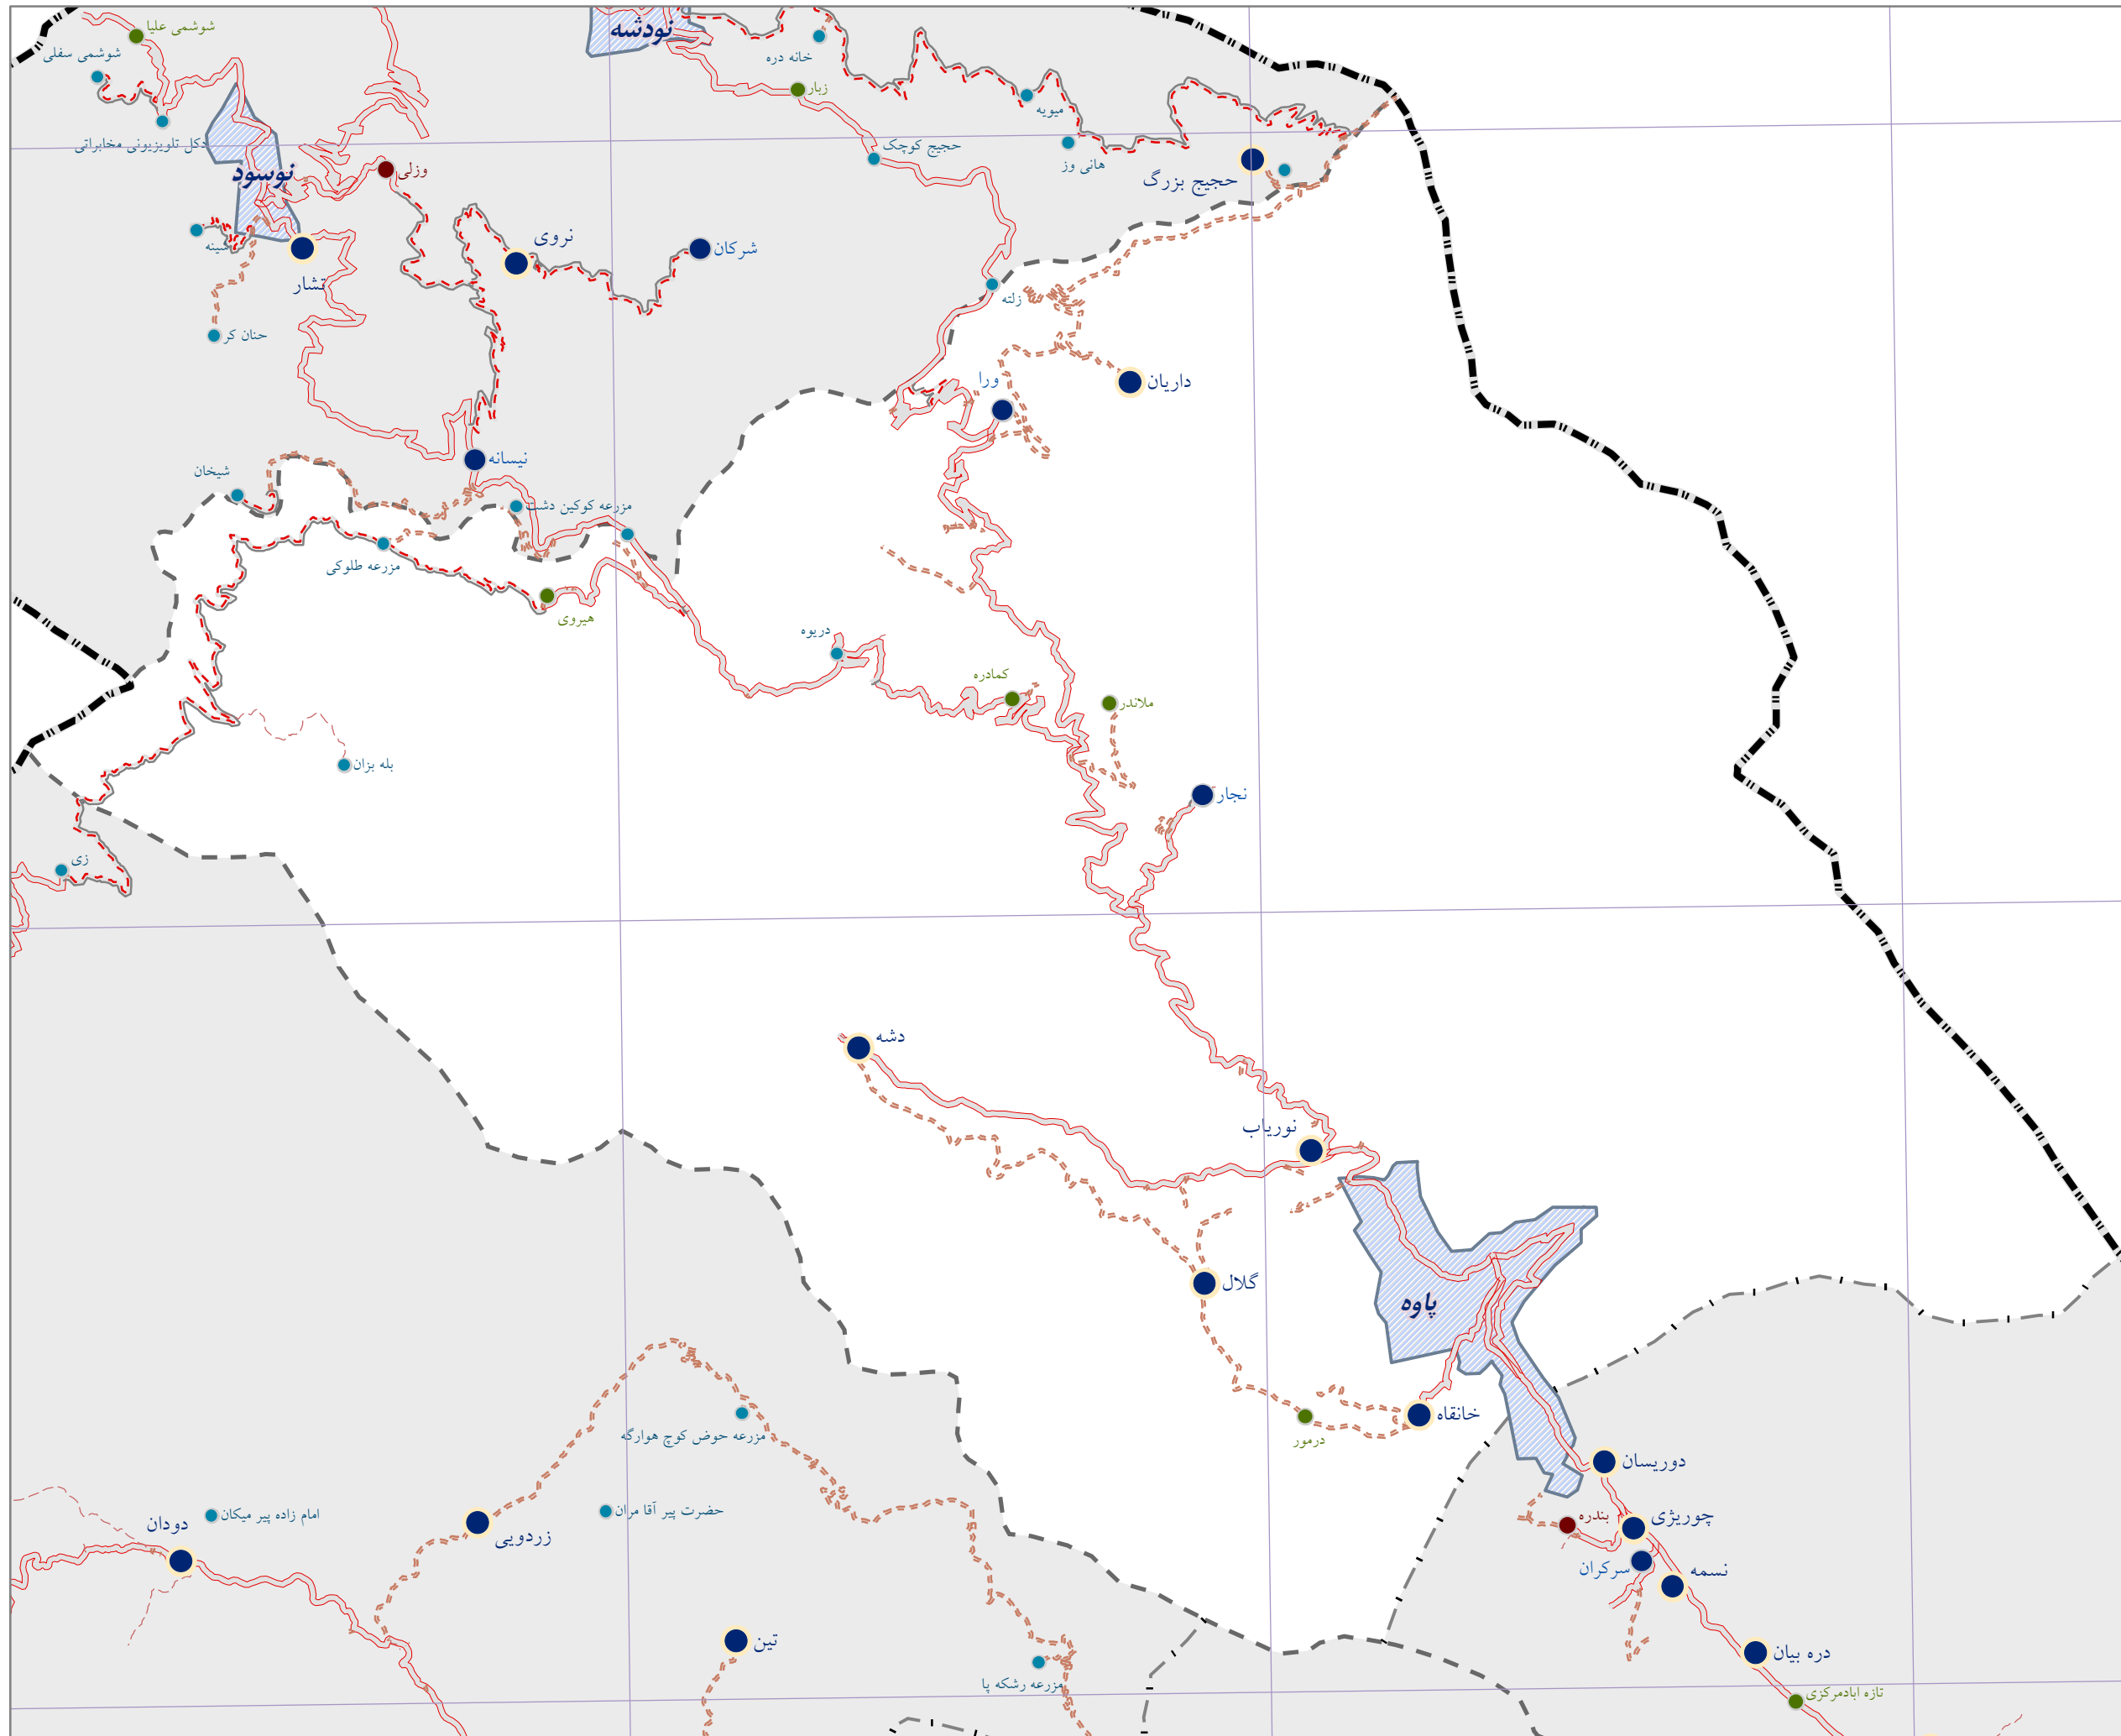 شوشمی علیا
نودشه
شوشمی سفلی
خانه دره
زبار
میویه
دکل تلویزیونی مخابراتی
حجیج کوچک
هانی وز
وزلی
نوسود
حجیج بزرگ
شینه
نروی
شرکان
تشار
زلته
حنان کر
ورا
داریان
نیسانه
شیخان
مزرعه کوکین دشت
مزرعه طلوکی
هیروی
دریوه
کمادره
ملاندر
بله بزان
نجار
زی
دشه
نوریاب
گلال
پاوه
خانقاه
درمور
مزرعه حوض کوچ هوارگه
دوریسان
حضرت پیر آقا مران
امام زاده پیر میکان
دودان
زردویی
بندره
چوریژی
سرکران
نسمه
تین
دره بیان
مزرعه رشکه پا
تازه ابادمرکزی